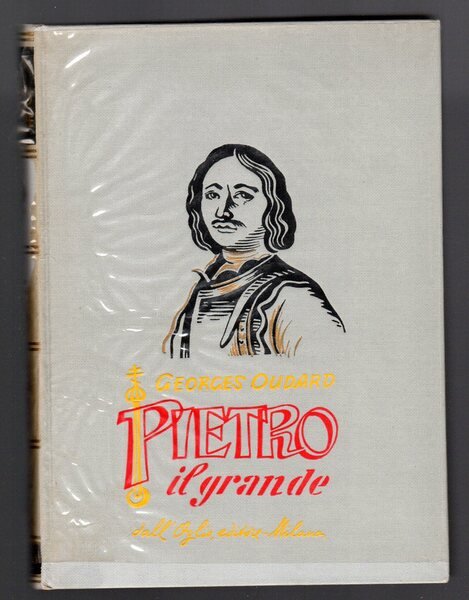 GEORGES OUDARD
PIETRO
il grande
dall'Oglio, editore - Milano